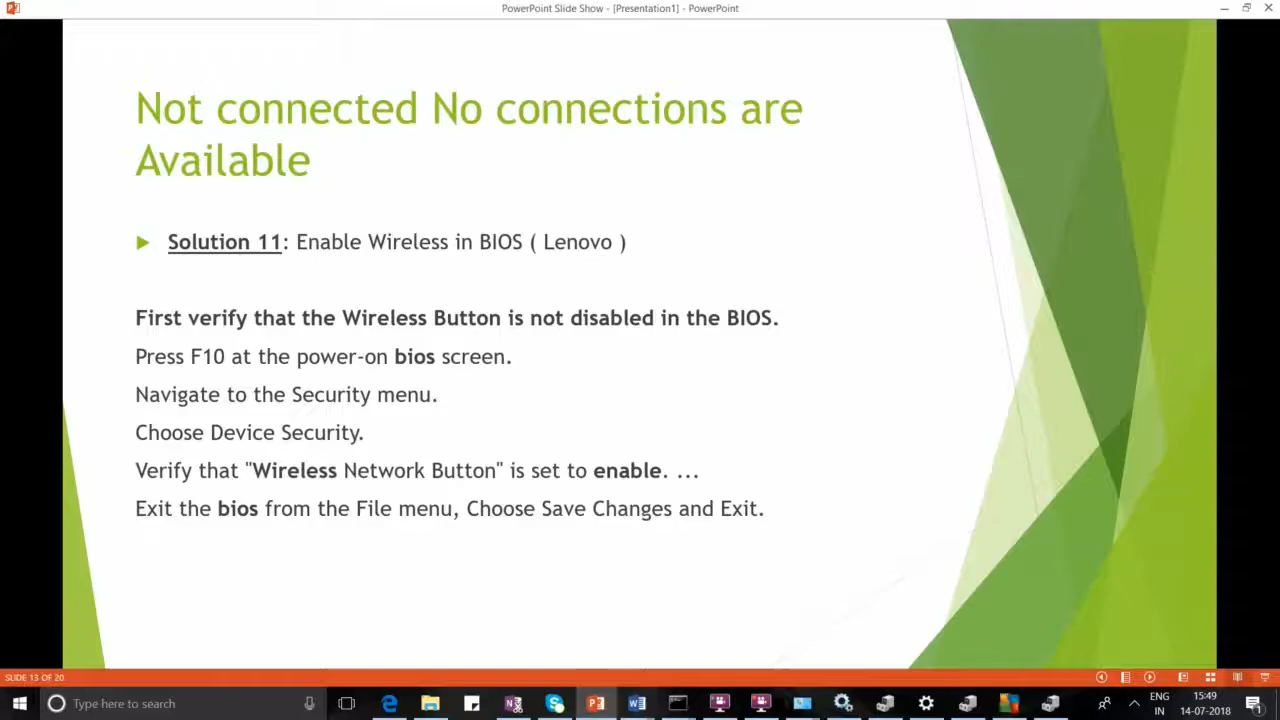 PowerPoint Slide Show - [Presentation1] - PowerPoint
Not connected No connections are
Available
Solution 11: Enable Wireless in BIOS ( Lenovo )
First verify that the Wireless Button is not disabled in the BIOS.
Press F10 at the power-on bios screen.
Navigate to the Security menu.
Choose Device Security.
Verify that "Wireless Network Button" is set to enable. ...
Exit the bios from the File menu, Choose Save Changes and Exit.
SLIDE 13 OF 20
Type here to search
ENG
IN
15:49
14-07-2018